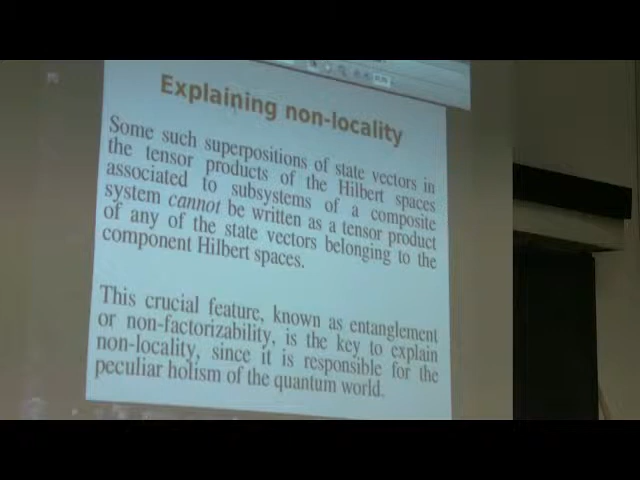 Explaining non-locality
Some such superpositions of state vectors in
the tensor products of the Hilbert spaces
associated to subsystems of a composite
system cannot be written as a tensor product
of any of the state vectors belonging to the
component Hilbert spaces.
This crucial feature, known as entanglement
or non-factorizability, is the key to explain
non-locality, since it is responsible for the
peculiar holism of the quantum world.